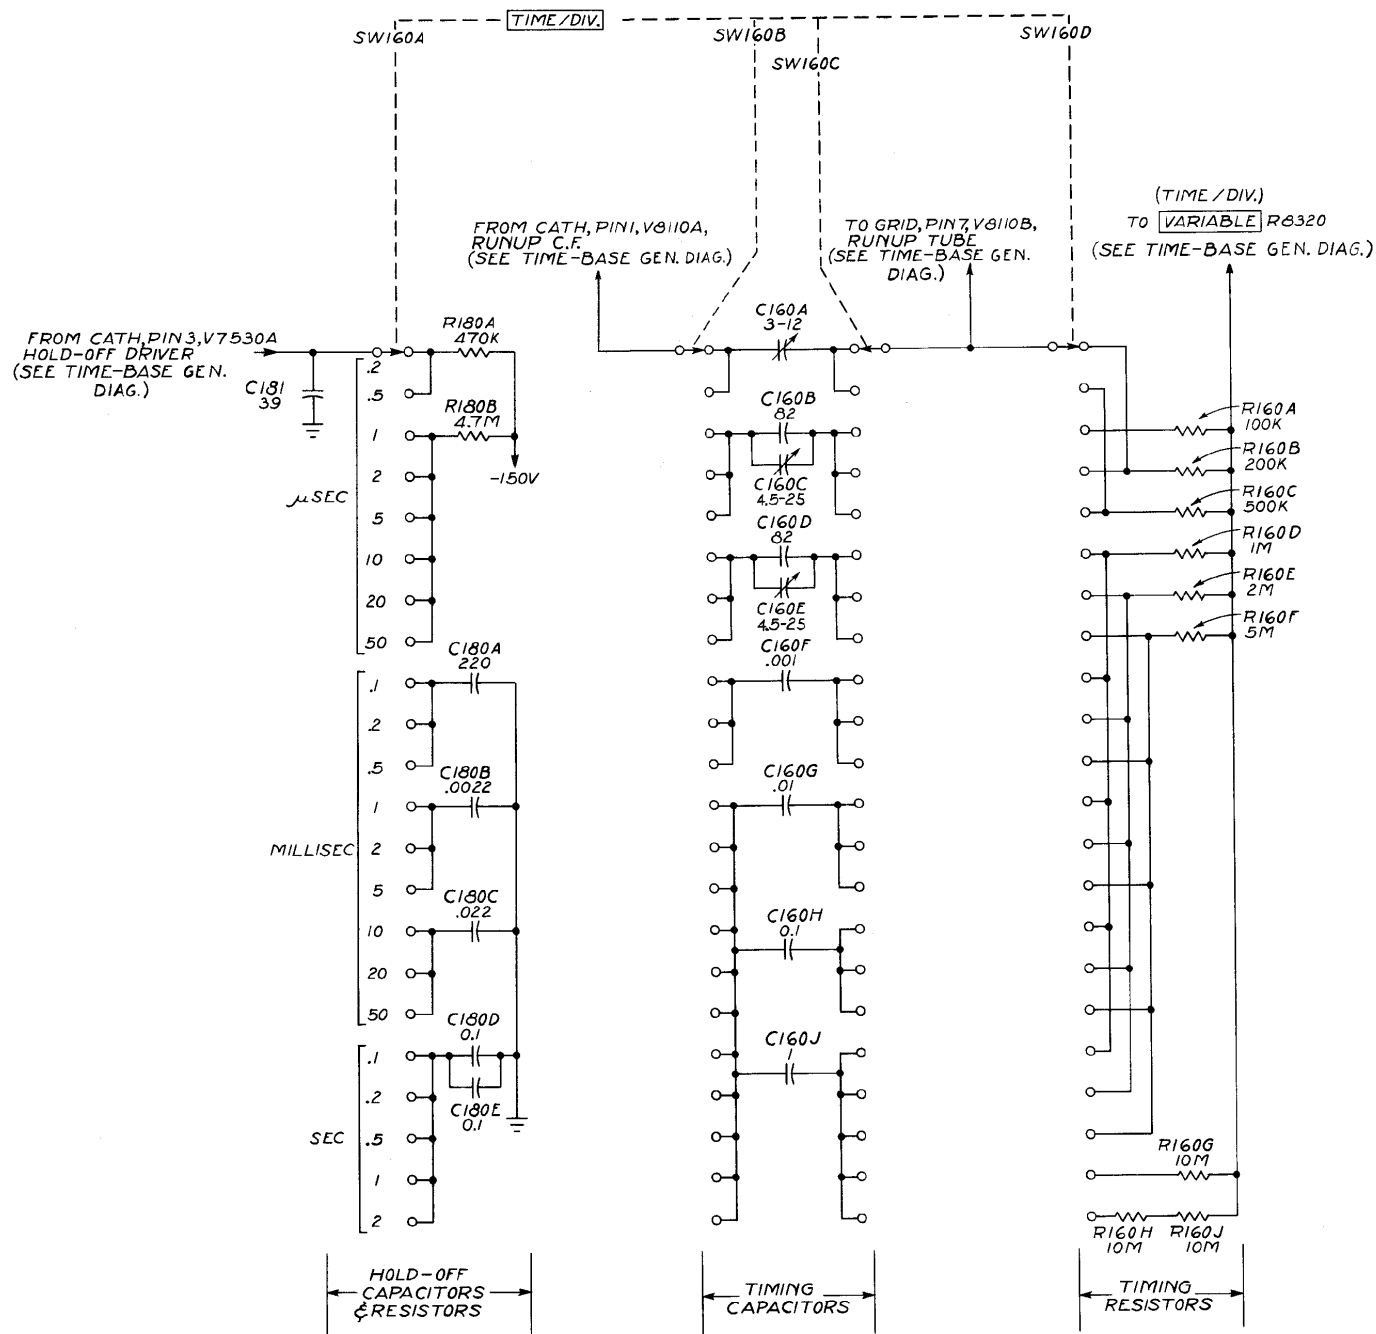 TIME/DIV.
SW160A
SW160B
SW160C
SW160D
FROM CATH, PIN 3, V7530A
HOLD-OFF DRIVER
(SEE TIME-BASE GEN.
DIAG.)
C181
39
R180A
470K
R180B
4.7M
-150V
FROM CATH, PIN 1, V8110A,
RUNUP C.F.
(SEE TIME-BASE GEN. DIAG.)
TO GRID, PIN 7, V8110B,
RUNUP TUBE
(SEE TIME-BASE GEN.
DIAG.)
(TIME/DIV.)
TO VARIABLE R8320
(SEE TIME-BASE GEN. DIAG.)
μSEC
.2
.5
1
2
5
10
20
50
MILLISEC
.1
.2
.5
1
2
5
10
20
50
SEC
.1
.2
.5
1
2
C180A
220
C180B
.0022
C180C
.022
C180D
0.1
C180E
0.1
C160A
3-12
C160B
82
C160C
4.5-25
C160D
82
C160E
4.5-25
C160F
.001
C160G
.01
C160H
0.1
C160J
1
R160A
100K
R160B
200K
R160C
500K
R160D
1M
R160E
2M
R160F
5M
R160G
10M
R160H
10M
R160J
10M
HOLD-OFF
CAPACITORS
& RESISTORS
TIMING
CAPACITORS
TIMING
RESISTORS